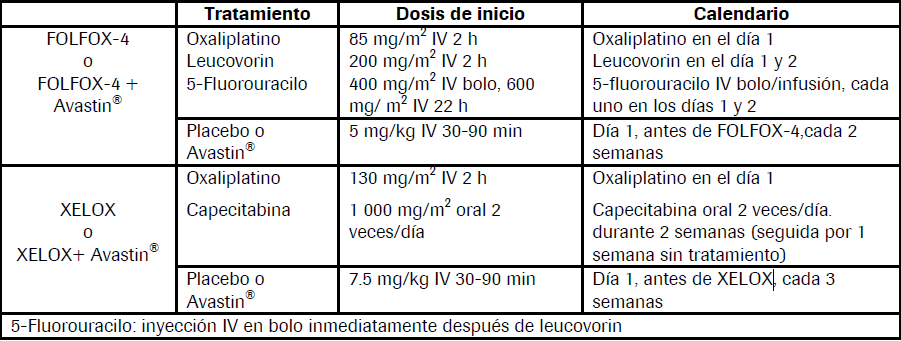 Tratamiento Dosis de inicio Calendario
FOLFOX-4 Oxaliplatino 85 mg/m² IV 2 h Oxaliplatino en el día 1
o Leucovorin 200 mg/m² IV 2 h Leucovorin en el día 1 y 2
FOLFOX-4 + 5-Fluorouracilo 400 mg/m² IV bolo, 600 5-fluorouracilo IV bolo/infusión, cada
Avastin® mg/ m² IV 22 h uno en los días 1 y 2
Placebo o 5 mg/kg IV 30-90 min Día 1, antes de FOLFOX-4,cada 2
Avastin® semanas
Oxaliplatino 130 mg/m² IV 2 h Oxaliplatino en el día 1
XELOX Capecitabina 1 000 mg/m² oral 2 Capecitabina oral 2 veces/día.
o veces/día durante 2 semanas (seguida por 1
XELOX+ Avastin® semana sin tratamiento)
Placebo o 7.5 mg/kg IV 30-90 min Día 1, antes de XELOX, cada 3
Avastin® semanas
5-Fluorouracilo: inyección IV en bolo inmediatamente después de leucovorin